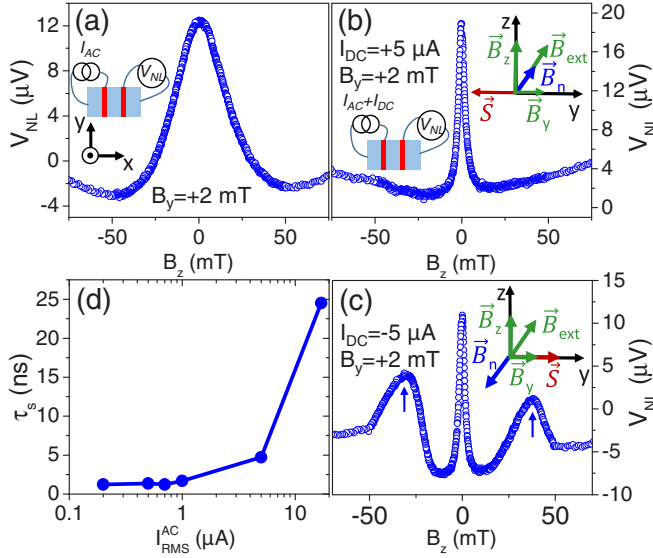 (a)
I_AC
V_NL
y
x
B_y=+2 mT
V_NL (μV)
12
8
4
0
-4
-50
0
50
B_z (mT)
(b)
I_DC=+5 μA
B_y=+2 mT
I_AC+I_DC
V_NL
z
B_z
B_ext
B_n
S
B_y
y
V_NL (μV)
20
16
12
8
4
0
-50
0
50
B_z (mT)
(d)
τ_s (ns)
25
20
15
10
5
0
0.1
1
10
I_RMS^AC (μA)
(c)
I_DC=-5 μA
B_y=+2 mT
z
B_z
B_ext
B_n
B_y
S
y
V_NL (μV)
15
10
5
0
-5
-10
-50
0
50
B_z (mT)